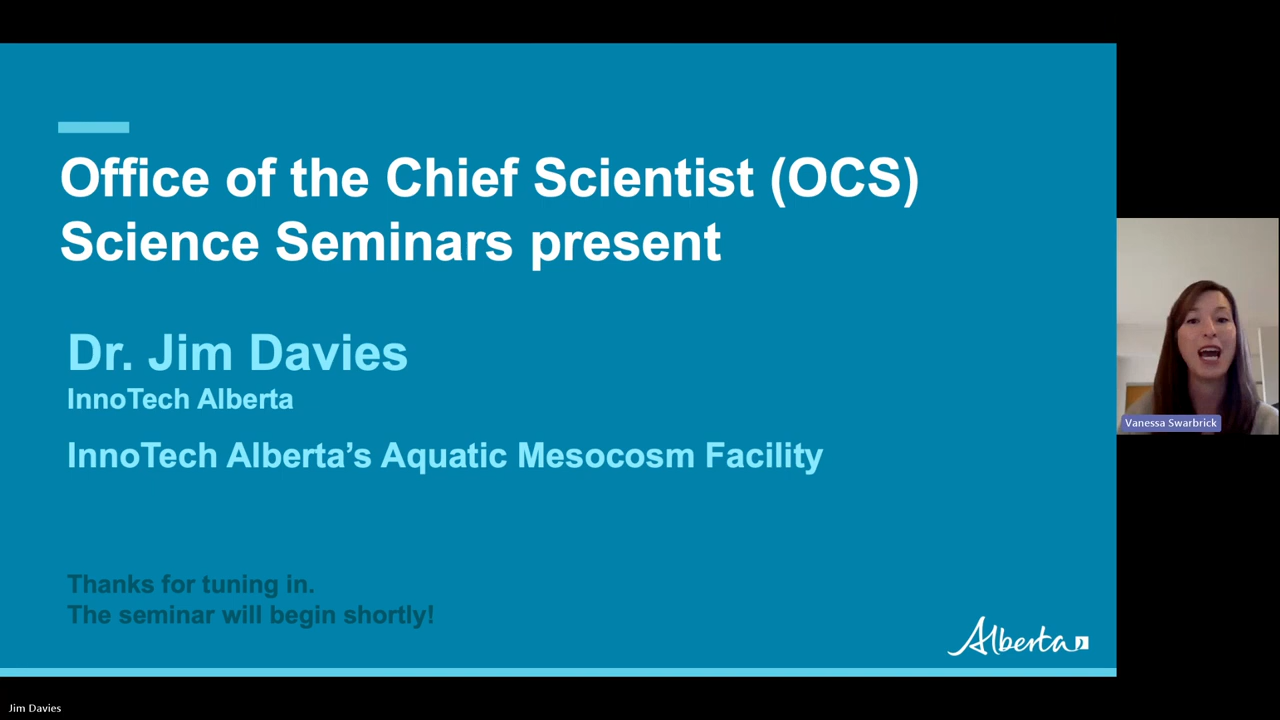 Office of the Chief Scientist (OCS)
Science Seminars present
Dr. Jim Davies
InnoTech Alberta
InnoTech Alberta’s Aquatic Mesocosm Facility
Thanks for tuning in.
The seminar will begin shortly!
Alberta
Vanessa Swarbrick
Jim Davies